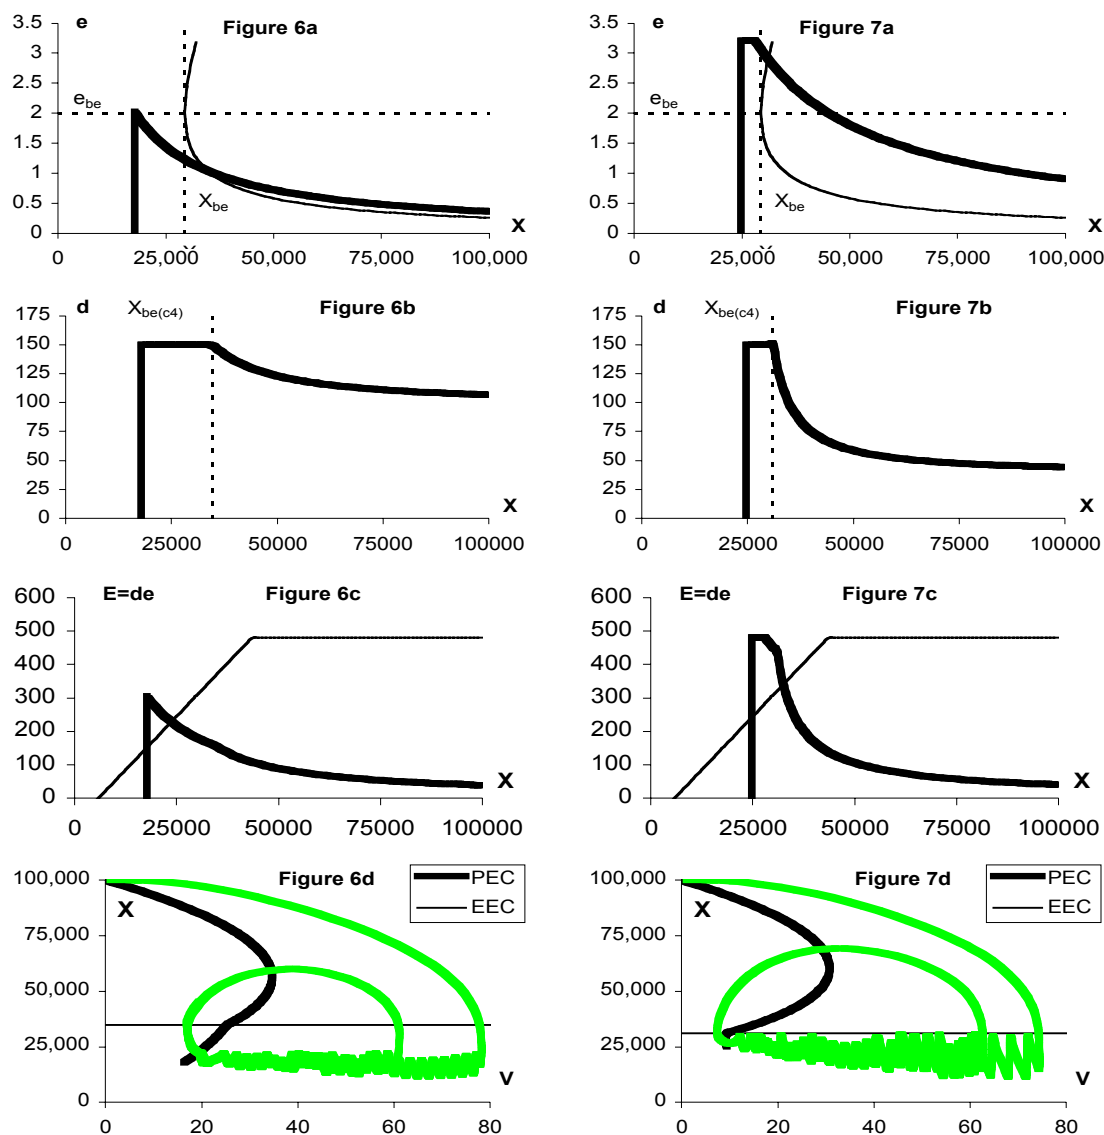 e
Figure 6a
3.5
3
2.5
2
1.5
1
0.5
0
e_be
X_be
X
0
25,000
50,000
75,000
100,000
e
Figure 7a
3.5
3
2.5
2
1.5
1
0.5
0
e_be
X_be
X
0
25,000
50,000
75,000
100,000
d
X_be(c4)
Figure 6b
175
150
125
100
75
50
25
0
X
0
25000
50000
75000
100000
d
X_be(c4)
Figure 7b
175
150
125
100
75
50
25
0
X
0
25000
50000
75000
100000
E=de
Figure 6c
600
500
400
300
200
100
0
X
0
25000
50000
75000
100000
E=de
Figure 7c
600
500
400
300
200
100
0
X
0
25000
50000
75000
100000
Figure 6d
PEC
EEC
100,000
75,000
50,000
25,000
0
X
V
0
20
40
60
80
Figure 7d
PEC
EEC
100,000
75,000
50,000
25,000
0
X
V
0
20
40
60
80